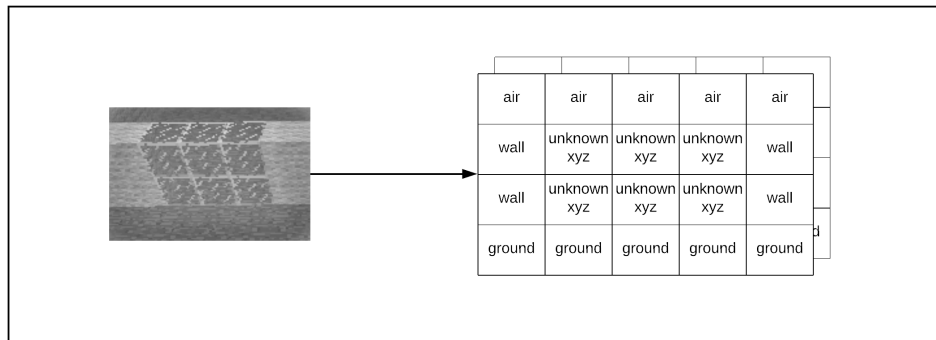 air air air air air
wall unknown xyz unknown xyz unknown xyz wall
wall unknown xyz unknown xyz unknown xyz wall
ground ground ground ground ground
d